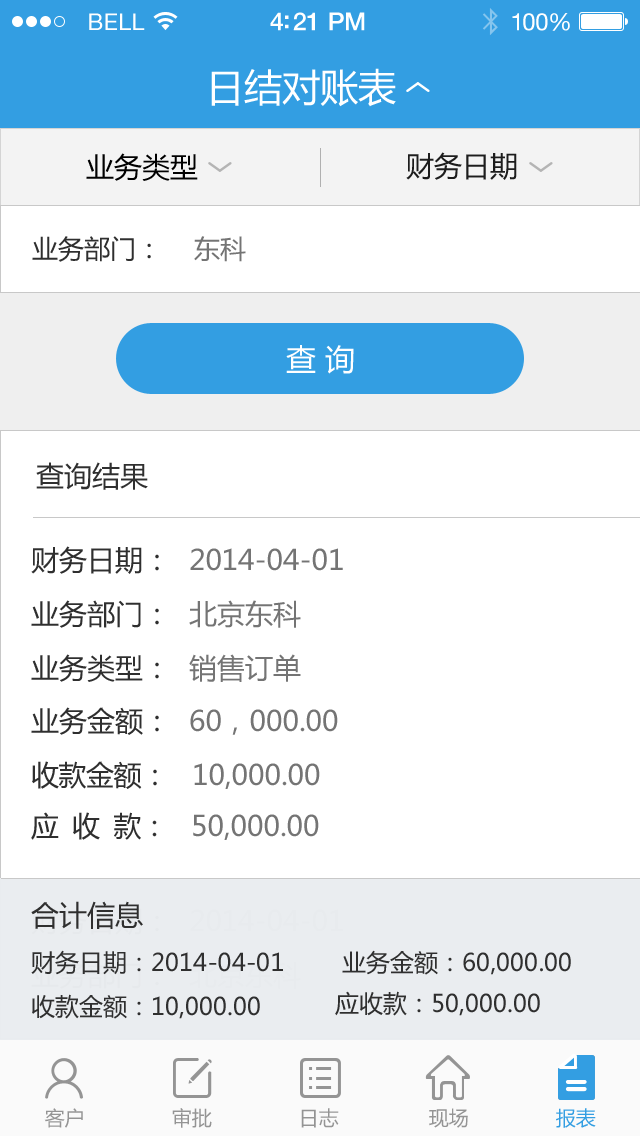 BELL 4:21 PM 100%
日结对账表
业务类型 财务日期
业务部门： 东科
查 询
查询结果
财务日期： 2014-04-01
业务部门： 北京东科
业务类型： 销售订单
业务金额： 60，000.00
收款金额： 10,000.00
应 收 款： 50,000.00
合计信息
财务日期：2014-04-01 业务金额：60,000.00
收款金额：10,000.00 应收款：50,000.00
客户 审批 日志 现场 报表